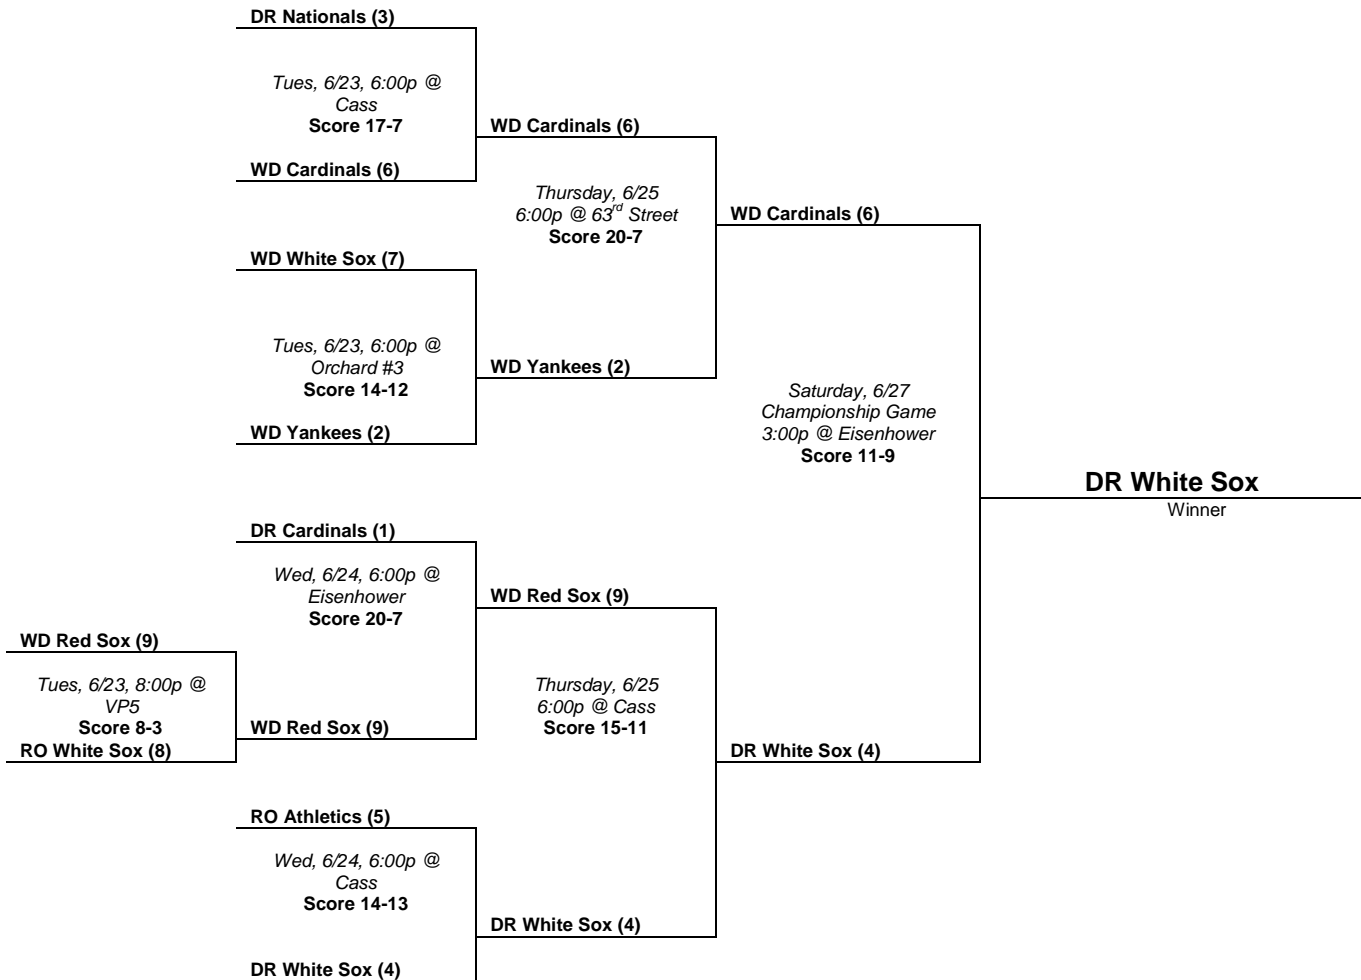 DR Nationals (3)
Tues, 6/23, 6:00p @
Cass
Score 17-7
WD Cardinals (6)
WD Cardinals (6)
Thursday, 6/25
6:00p @ 63rd Street
Score 20-7
WD Cardinals (6)
WD White Sox (7)
Tues, 6/23, 6:00p @
Orchard #3
Score 14-12
WD Yankees (2)
WD Yankees (2)
Saturday, 6/27
Championship Game
3:00p @ Eisenhower
Score 11-9
DR White Sox
Winner
DR Cardinals (1)
Wed, 6/24, 6:00p @
Eisenhower
Score 20-7
WD Red Sox (9)
WD Red Sox (9)
Tues, 6/23, 8:00p @
VP5
Score 8-3
RO White Sox (8)
WD Red Sox (9)
Thursday, 6/25
6:00p @ Cass
Score 15-11
DR White Sox (4)
RO Athletics (5)
Wed, 6/24, 6:00p @
Cass
Score 14-13
DR White Sox (4)
DR White Sox (4)